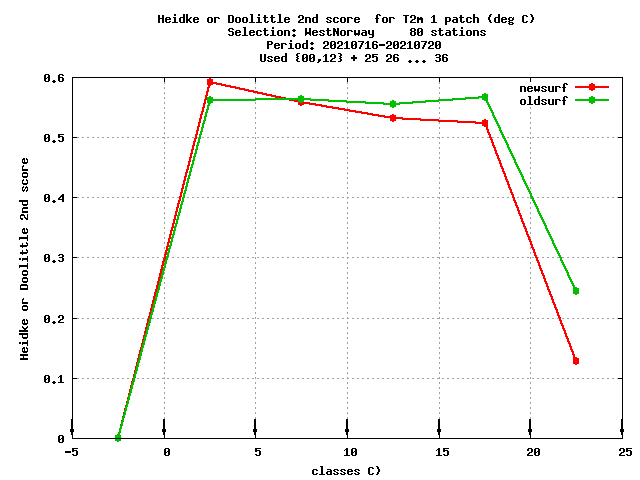 Heidke or Doolittle 2nd score  for T2m 1 patch (deg C)
Selection: WestNorway     80 stations
Period: 20210716-20210720
Used {00,12} + 25 26 ... 36
newsurf
oldsurf
Heidke or Doolittle 2nd score
0.6
0.5
0.4
0.3
0.2
0.1
0
-5 0 5 10 15 20 25
classes C)